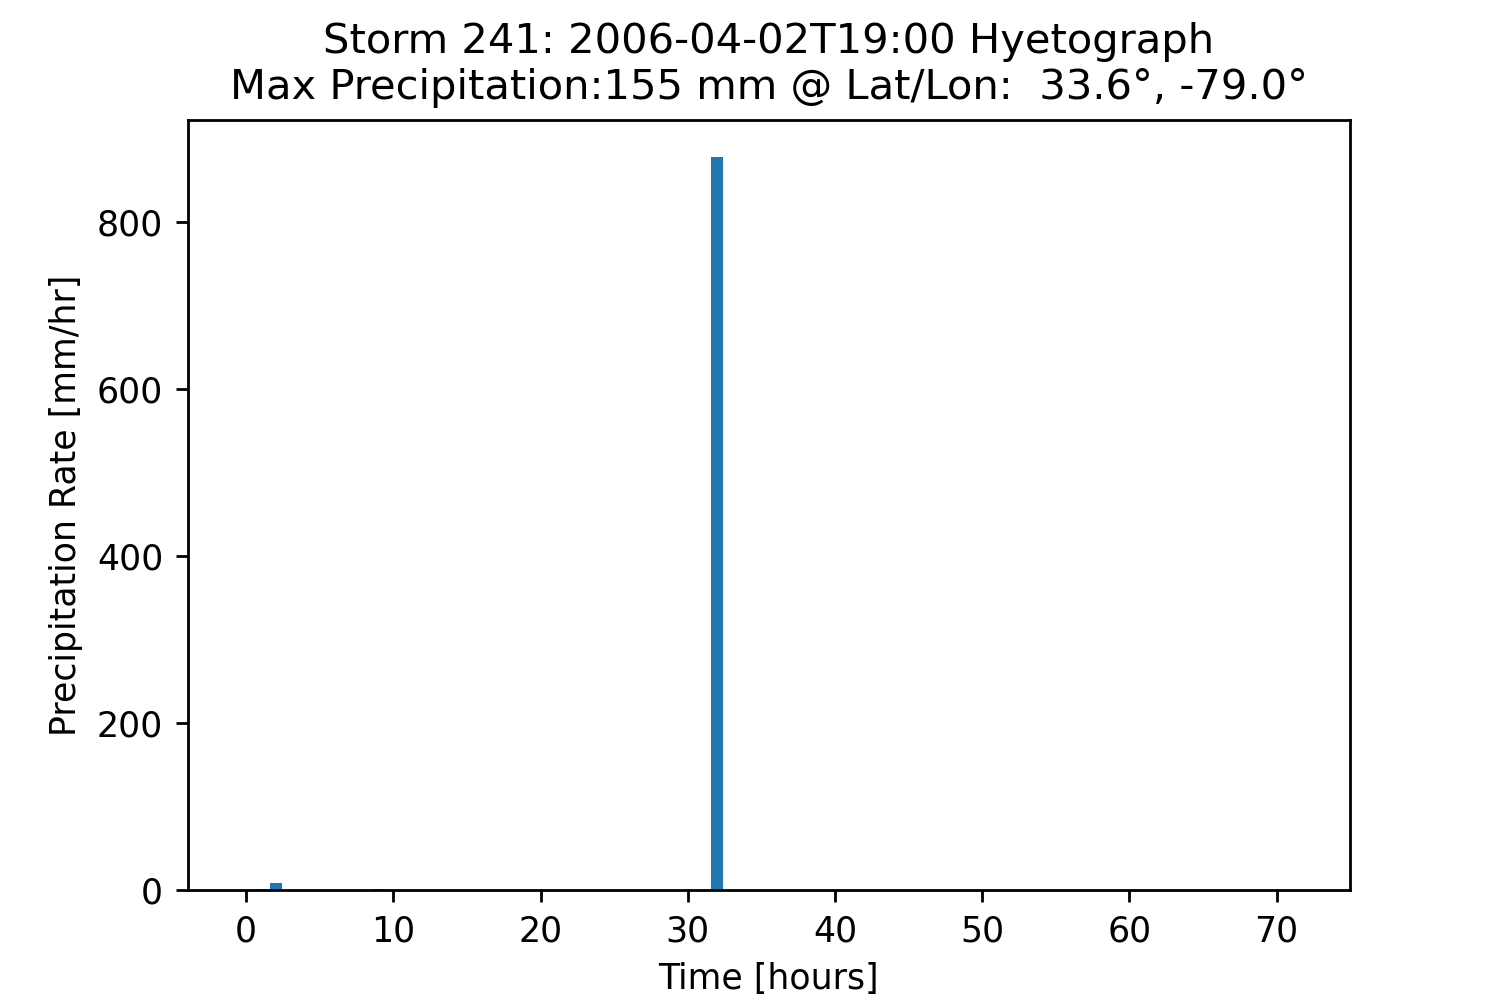 Storm 241: 2006-04-02T19:00 Hyetograph
Max Precipitation:155 mm @ Lat/Lon:  33.6°, -79.0°
800
600
400
200
0
Precipitation Rate [mm/hr]
0 10 20 30 40 50 60 70
Time [hours]